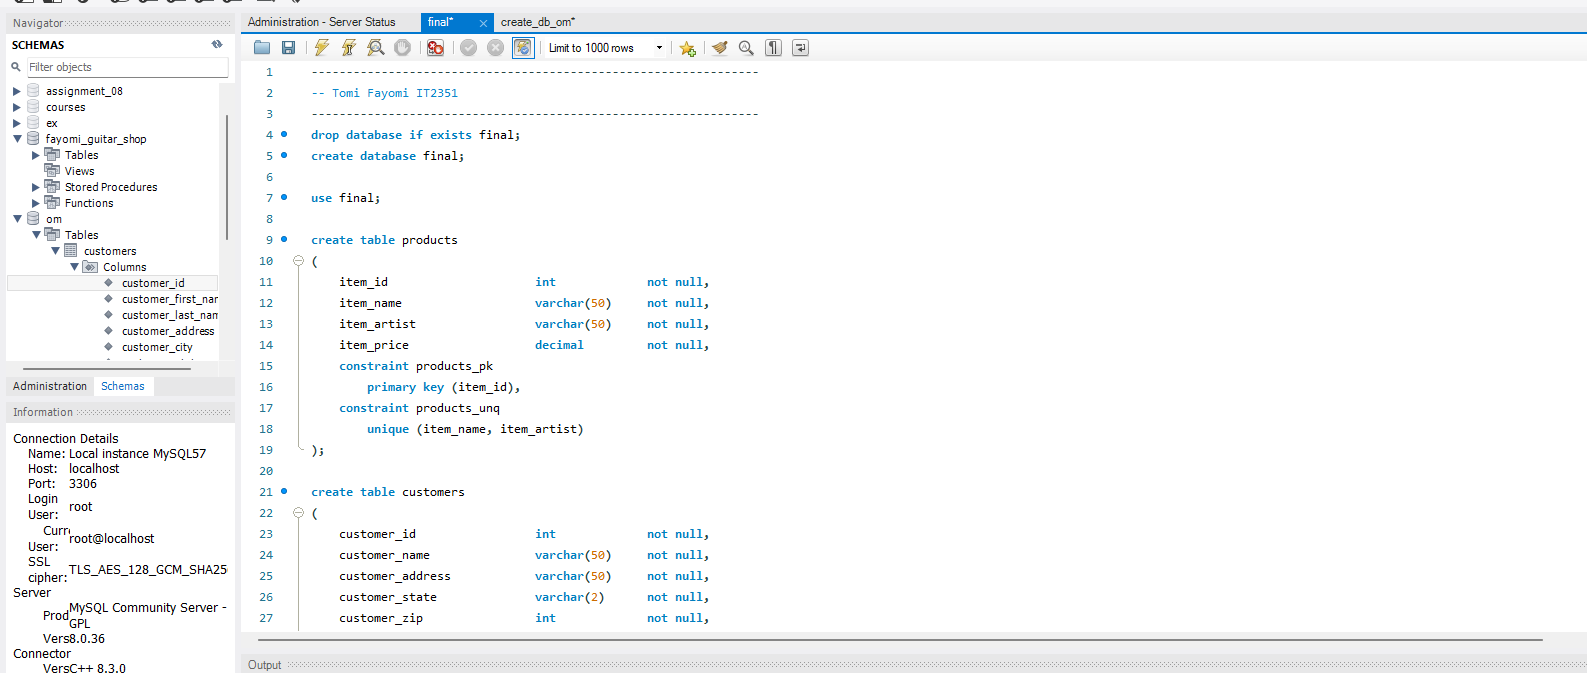 Navigator
SCHEMAS
Filter objects
assignment_08
courses
ex
fayomi_guitar_shop
Tables
Views
Stored Procedures
Functions
om
Tables
customers
Columns
customer_id
customer_first_nar
customer_last_nam
customer_address
customer_city
Administration Schemas
Information
Connection Details
Name: Local instance MySQL57
Host: localhost
Port: 3306
Login User: root
Curr User: root@localhost
SSL cipher: TLS_AES_128_GCM_SHA25
Server
Prod MySQL Community Server - GPL
Vers 8.0.36
Connector
Vers C++ 8.3.0
Administration - Server Status final* create_db_om*
Limit to 1000 rows
1 ----------------------------------------------------------------
2 -- Tomi Fayomi IT2351
3 ----------------------------------------------------------------
4 drop database if exists final;
5 create database final;
6
7 use final;
8
9 create table products
10 (
11 item_id int not null,
12 item_name varchar(50) not null,
13 item_artist varchar(50) not null,
14 item_price decimal not null,
15 constraint products_pk
16 primary key (item_id),
17 constraint products_unq
18 unique (item_name, item_artist)
19 );
20
21 create table customers
22 (
23 customer_id int not null,
24 customer_name varchar(50) not null,
25 customer_address varchar(50) not null,
26 customer_state varchar(2) not null,
27 customer_zip int not null,
Output